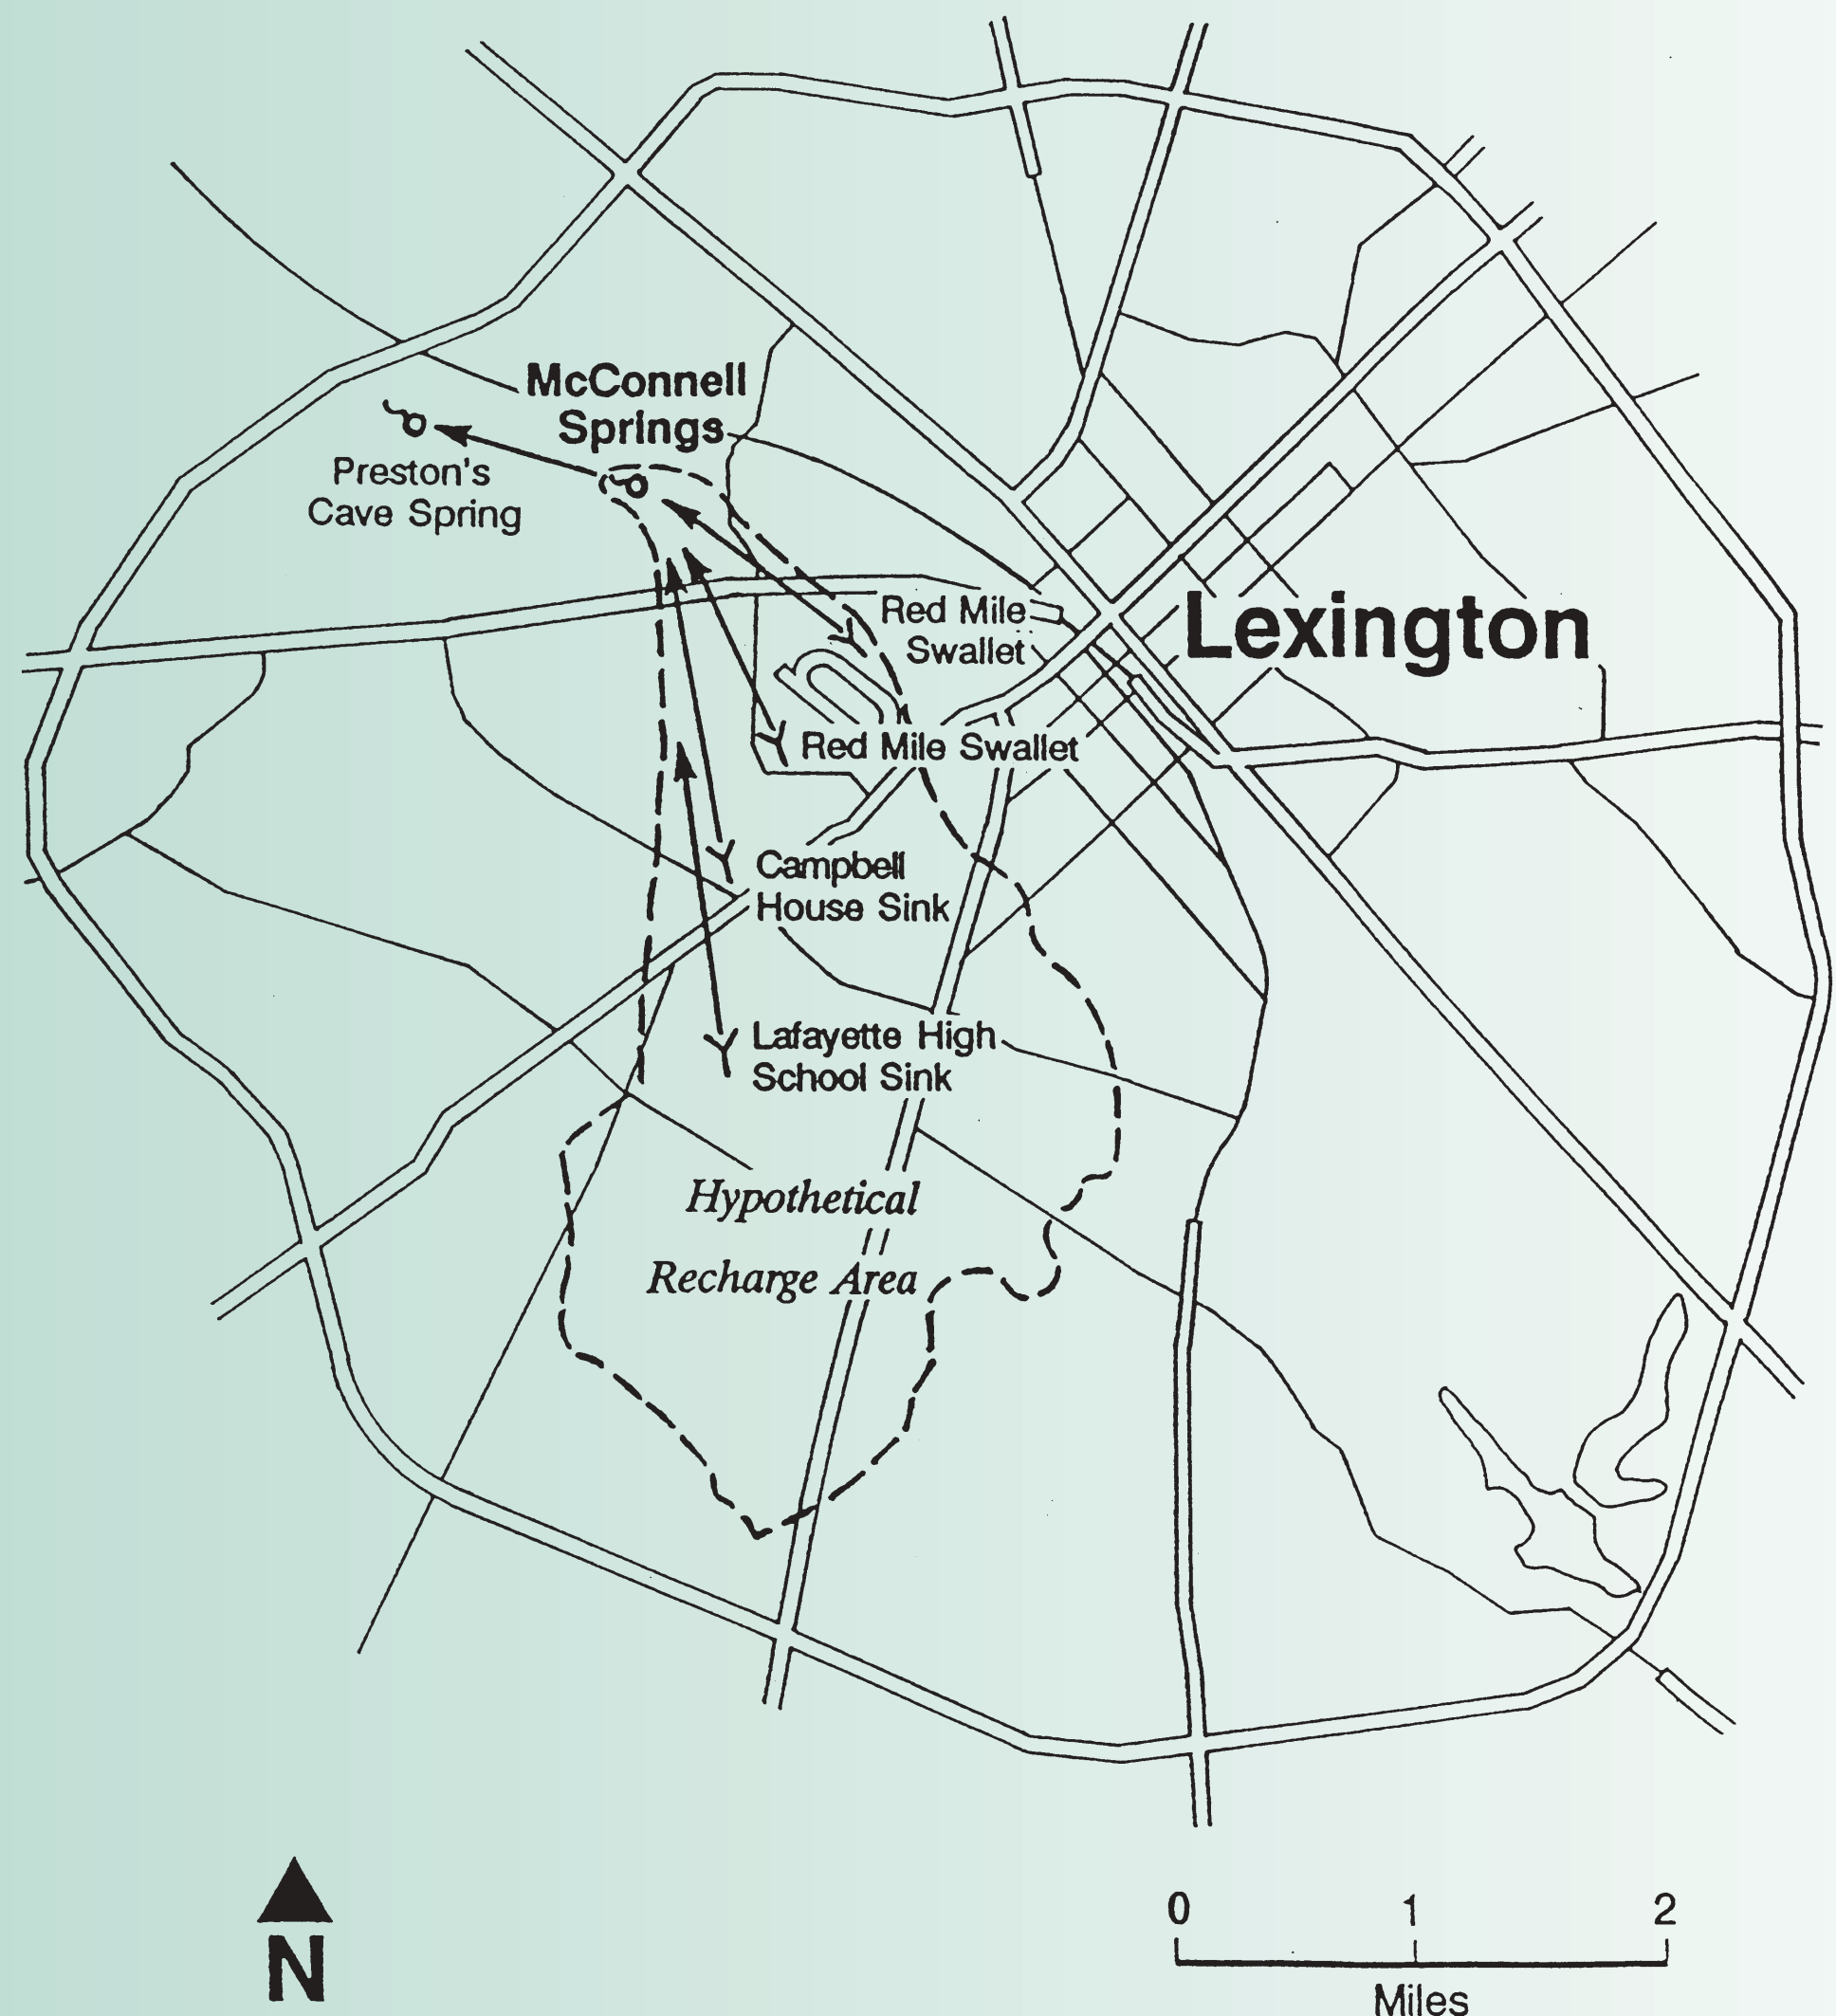 McConnell
Springs
Preston's
Cave Spring
Red Mile
Swallet
Lexington
Red Mile Swallet
Campbell
House Sink
Lafayette High
School Sink
Hypothetical
Recharge Area
N
0 1 2
Miles